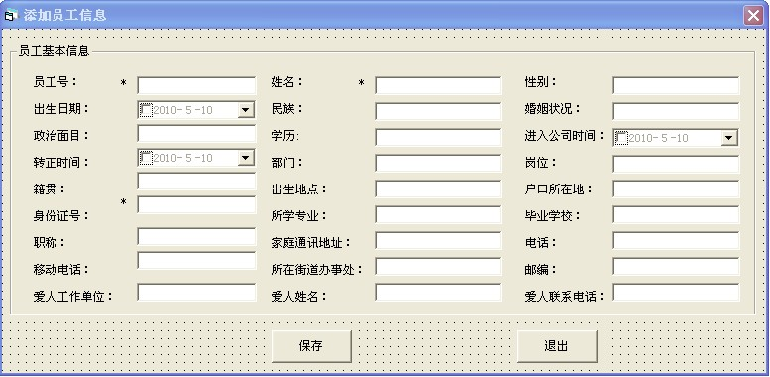 添加员工信息
员工基本信息
员工号： * 姓名： * 性别：
出生日期： 2010- 5 -10 民族： 婚姻状况：
政治面目： 学历: 进入公司时间： 2010- 5 -10
转正时间： 2010- 5 -10 部门： 岗位：
籍贯： 出生地点： 户口所在地：
身份证号： * 所学专业： 毕业学校：
职称： 家庭通讯地址： 电话：
移动电话： 所在街道办事处： 邮编：
爱人工作单位： 爱人姓名： 爱人联系电话：
保存 退出